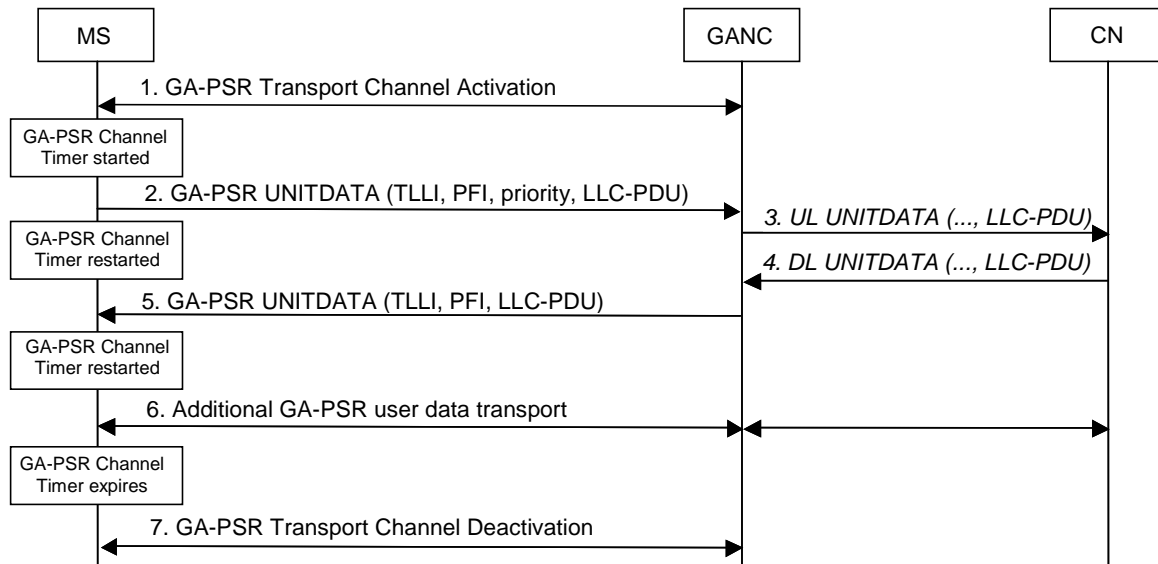 MS
GANC
CN
1. GA-PSR Transport Channel Activation
GA-PSR Channel
Timer started
2. GA-PSR UNITDATA (TLLI, PFI, priority, LLC-PDU)
3. UL UNITDATA (..., LLC-PDU)
GA-PSR Channel
Timer restarted
4. DL UNITDATA (..., LLC-PDU)
5. GA-PSR UNITDATA (TLLI, PFI, LLC-PDU)
GA-PSR Channel
Timer restarted
6. Additional GA-PSR user data transport
GA-PSR Channel
Timer expires
7. GA-PSR Transport Channel Deactivation